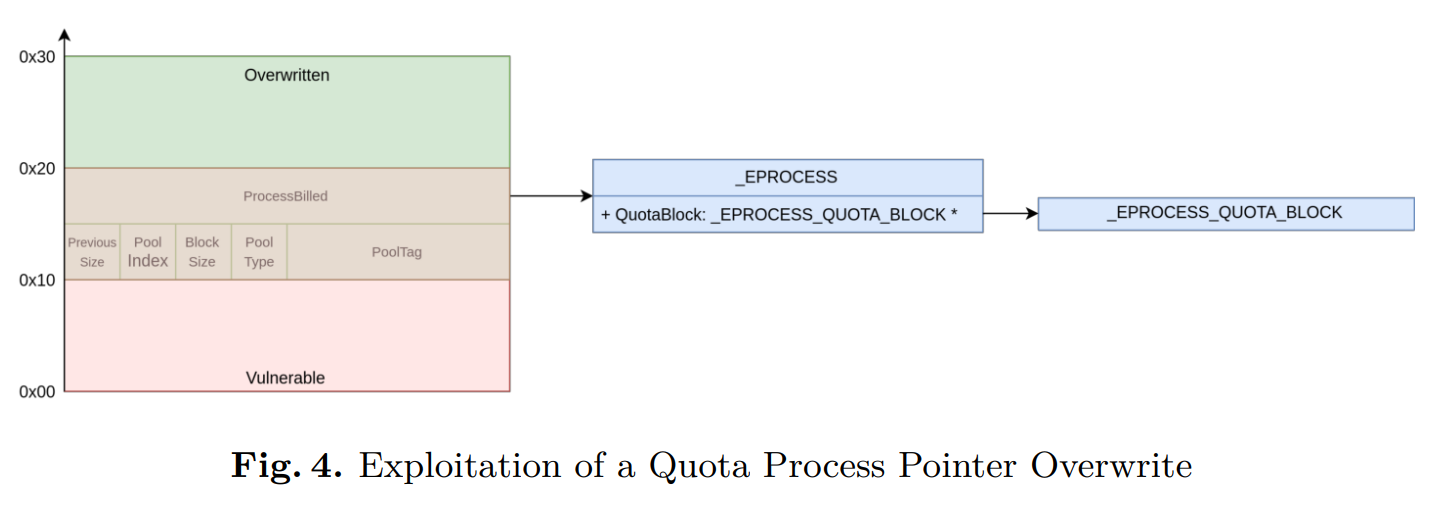 0x30
Overwritten
0x20
ProcessBilled
Previous
Size
Pool
Index
Block
Size
Pool
Type
PoolTag
0x10
Vulnerable
0x00
_EPROCESS
+ QuotaBlock: _EPROCESS_QUOTA_BLOCK *
_EPROCESS_QUOTA_BLOCK
Fig. 4. Exploitation of a Quota Process Pointer Overwrite